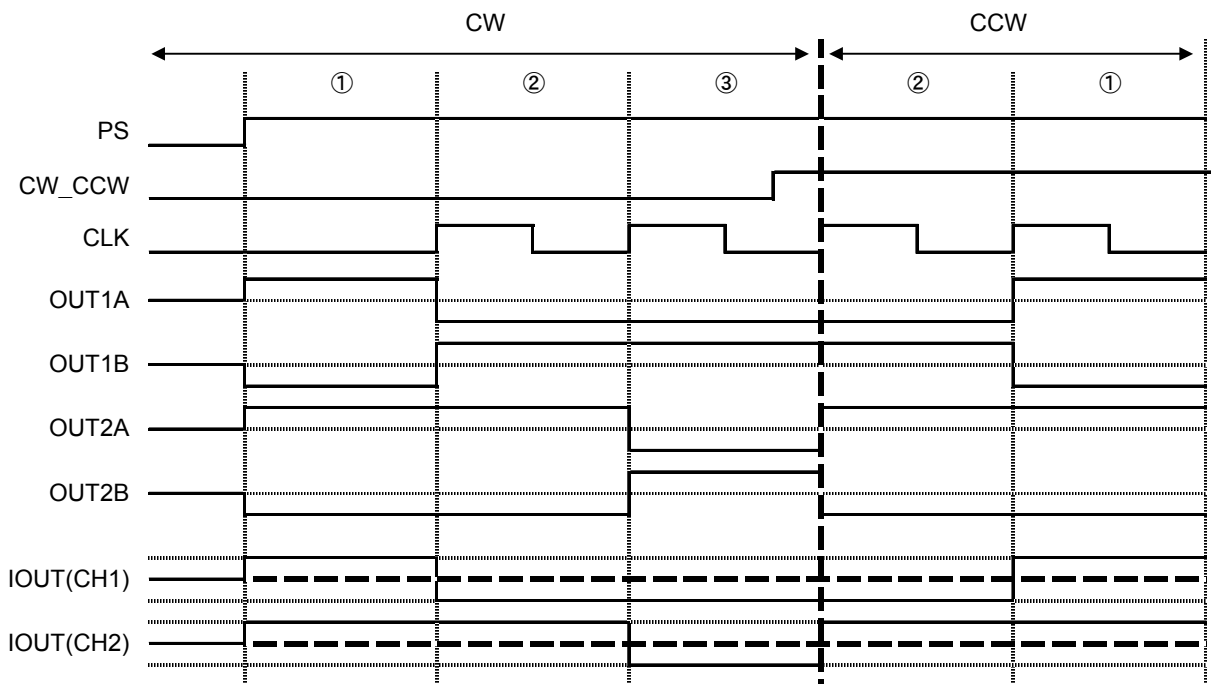 CW CCW
① ② ③ ② ①
PS
CW_CCW
CLK
OUT1A
OUT1B
OUT2A
OUT2B
IOUT(CH1)
IOUT(CH2)